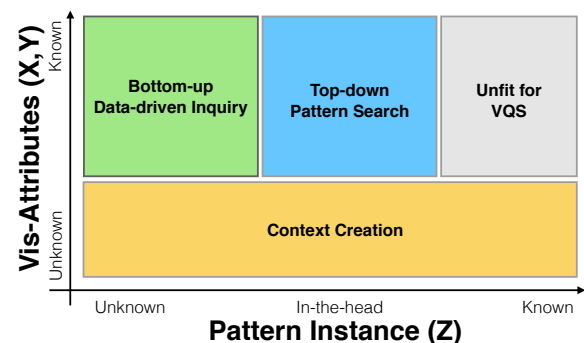 Vis-Attributes (X,Y)
Known
Unknown
Bottom-up
Data-driven Inquiry
Top-down
Pattern Search
Unfit for
VQS
Context Creation
Unknown
In-the-head
Known
Pattern Instance (Z)